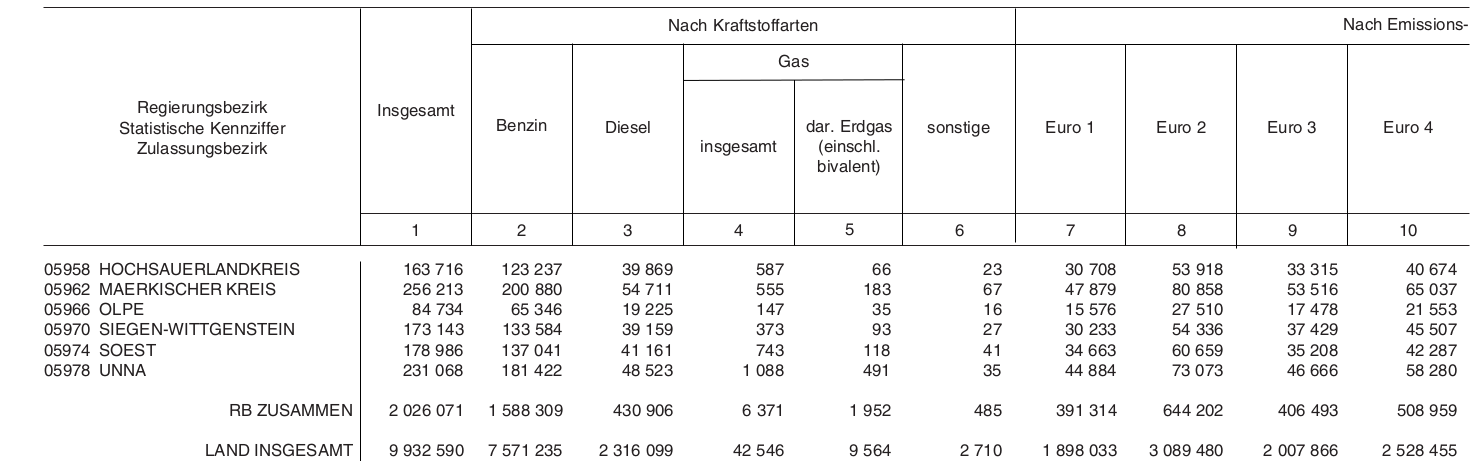 Nach Kraftstoffarten Nach Emissions-
Gas
Regierungsbezirk
Statistische Kennziffer
Zulassungsbezirk
Insgesamt
Benzin Diesel
insgesamt
dar. Erdgas
(einschl.
bivalent)
sonstige Euro 1 Euro 2 Euro 3 Euro 4
1 2 3 4 5 6 7 8 9 10
05958 HOCHSAUERLANDKREIS 163 716 123 237 39 869 587 66 23 30 708 53 918 33 315 40 674
05962 MAERKISCHER KREIS 256 213 200 880 54 711 555 183 67 47 879 80 858 53 516 65 037
05966 OLPE 84 734 65 346 19 225 147 35 16 15 576 27 510 17 478 21 553
05970 SIEGEN-WITTGENSTEIN 173 143 133 584 39 159 373 93 27 30 233 54 336 37 429 45 507
05974 SOEST 178 986 137 041 41 161 743 118 41 34 663 60 659 35 208 42 287
05978 UNNA 231 068 181 422 48 523 1 088 491 35 44 884 73 073 46 666 58 280
RB ZUSAMMEN 2 026 071 1 588 309 430 906 6 371 1 952 485 391 314 644 202 406 493 508 959
LAND INSGESAMT 9 932 590 7 571 235 2 316 099 42 546 9 564 2 710 1 898 033 3 089 480 2 007 866 2 528 455